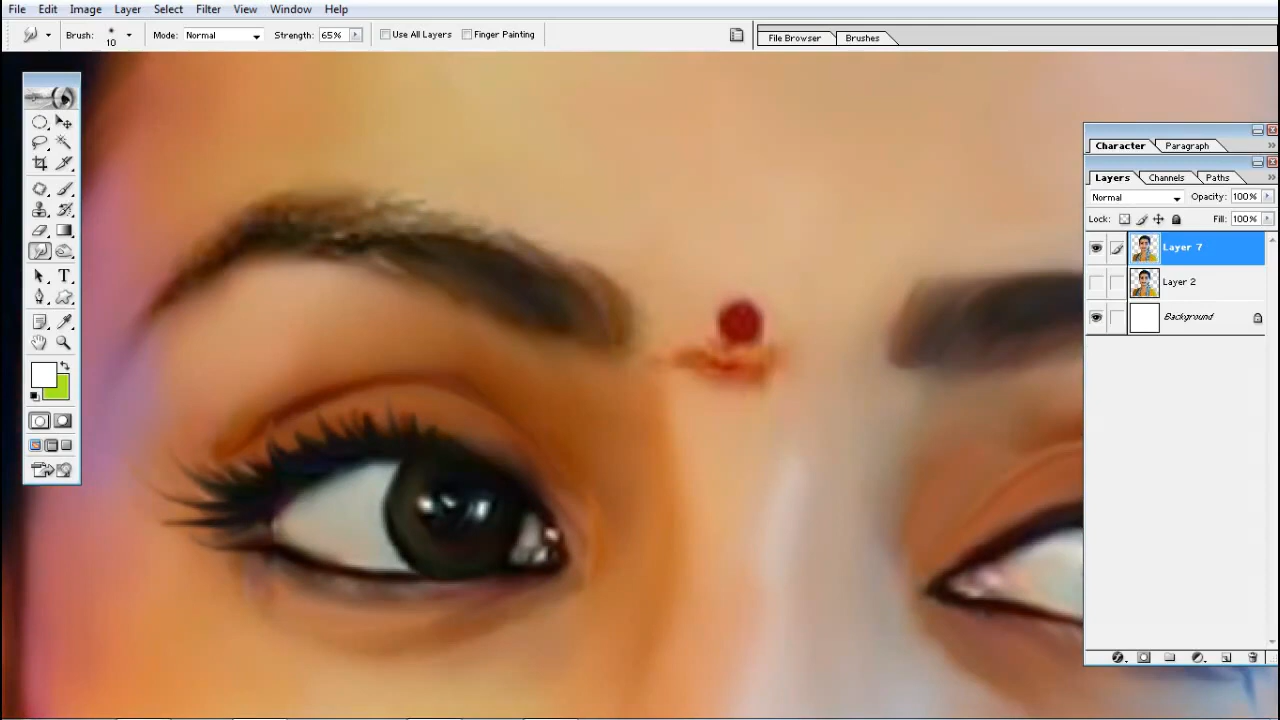 File Edit Image Layer Select Filter View Window Help
Brush: 10 Mode: Normal Strength: 65% Use All Layers Finger Painting File Browser Brushes
Character Paragraph
Layers Channels Paths
Normal Opacity: 100%
Lock: Fill: 100%
Layer 7
Layer 2
Background
T